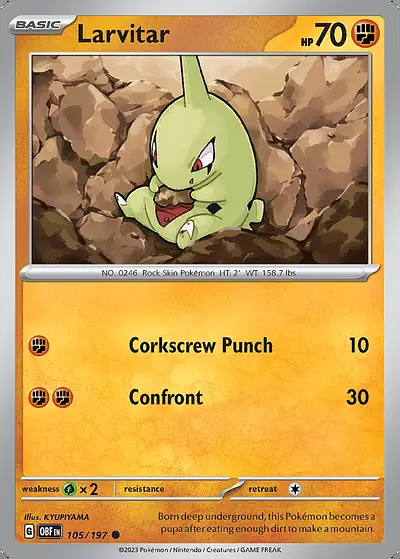 BASIC
Larvitar
HP 70
NO. 0246 Rock Skin Pokémon HT: 2' WT: 158.7 lbs.
Corkscrew Punch 10
Confront 30
weakness ×2 resistance retreat
Illus. KYUPIYAMA
G OBF EN 105/197
Born deep underground, this Pokémon becomes a
pupa after eating enough dirt to make a mountain.
©2023 Pokémon / Nintendo / Creatures / GAME FREAK